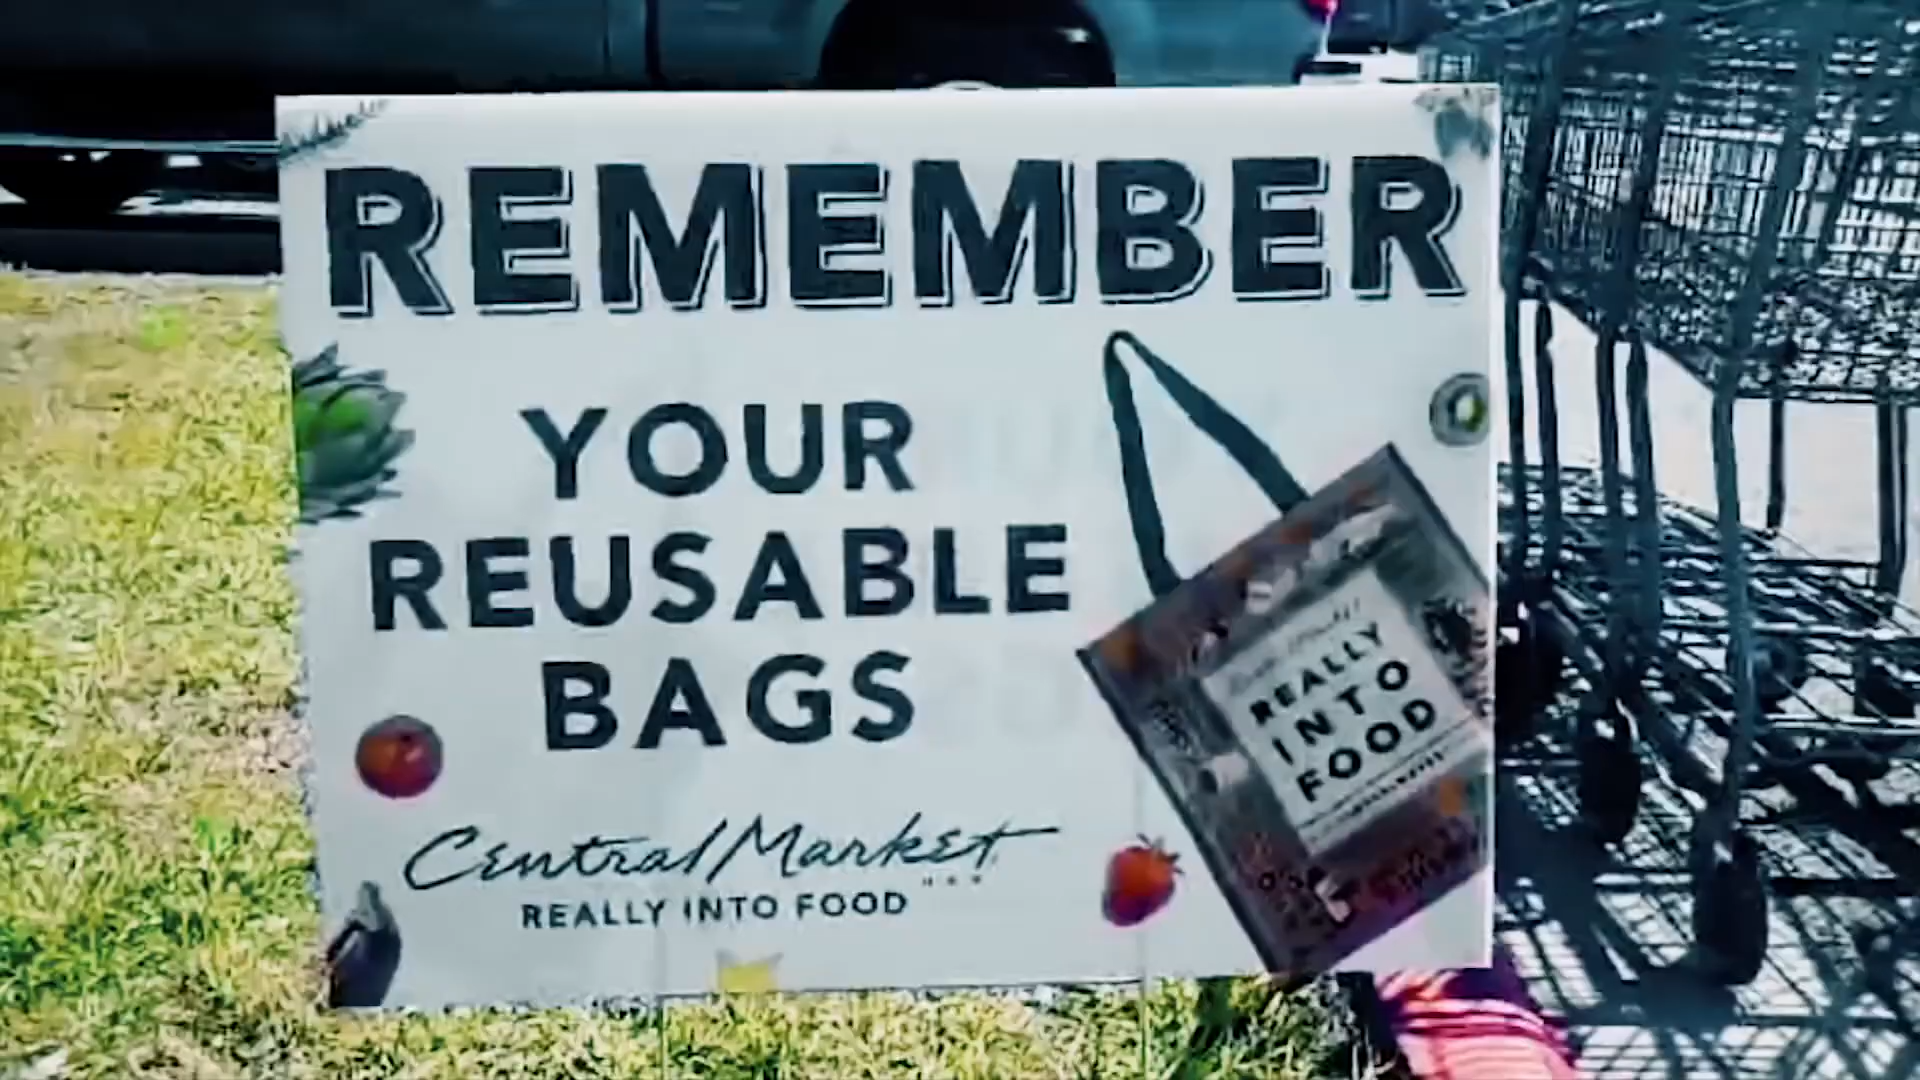 REMEMBER
YOUR
REUSABLE
BAGS
Central Market
REALLY INTO FOOD
REALLY
INTO
FOOD